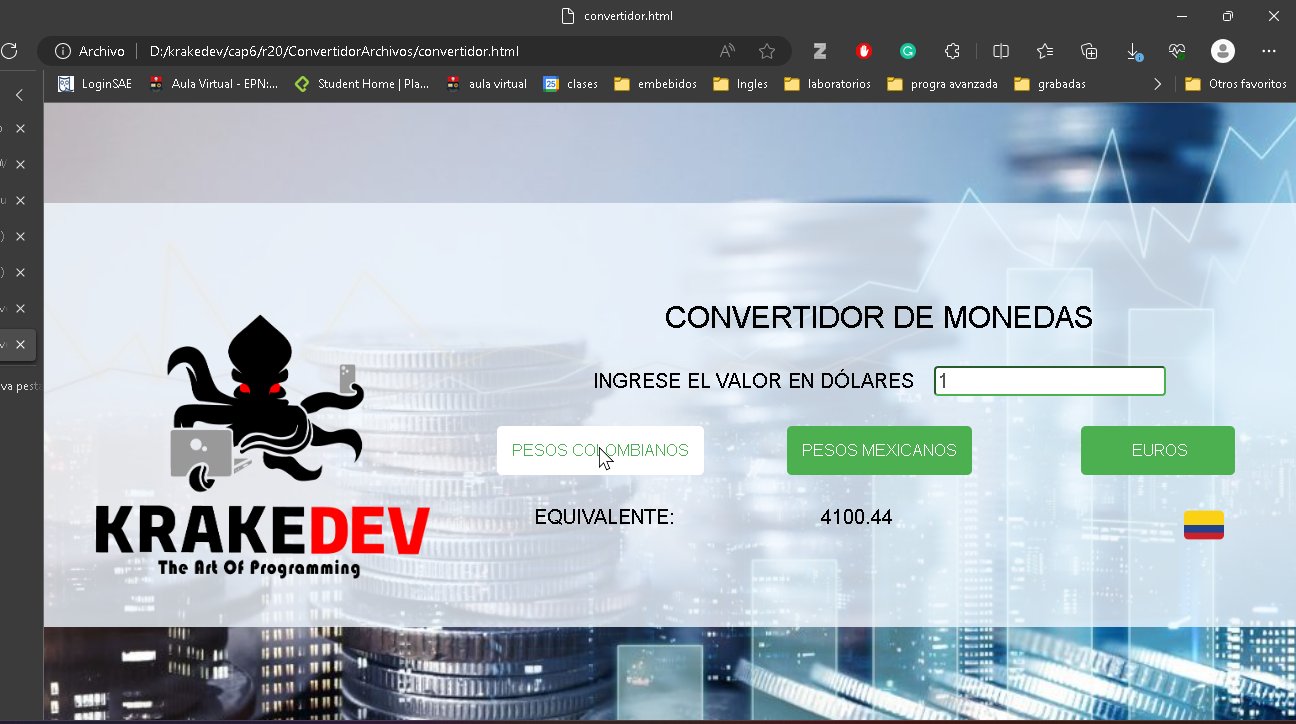 convertidor.html
Archivo D:/krakedev/cap6/r20/ConvertidorArchivos/convertidor.html
LoginSAE Aula Virtual - EPN:... Student Home | Pla... aula virtual 25 clases embebidos Ingles laboratorios progra avanzada grabadas Otros favoritos
va pest
CONVERTIDOR DE MONEDAS
INGRESE EL VALOR EN DÓLARES 1
PESOS COLOMBIANOS PESOS MEXICANOS EUROS
EQUIVALENTE: 4100.44
KRAKEDEV
The Art Of Programming